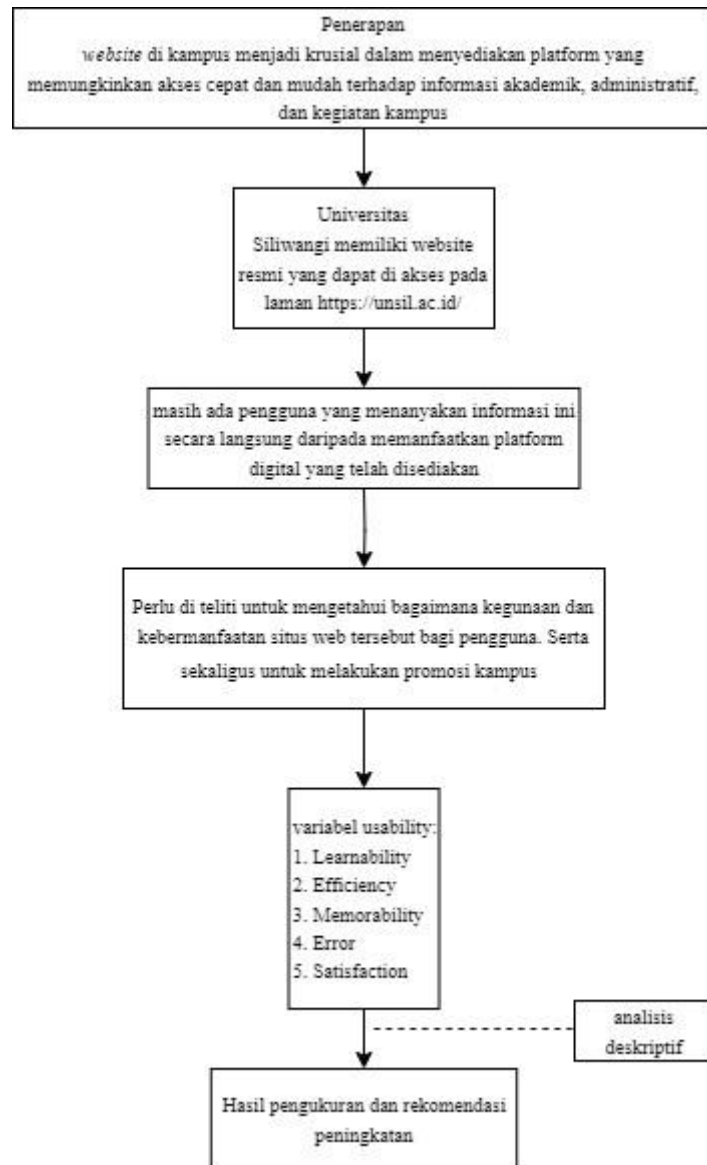 Penerapan
website di kampus menjadi krusial dalam menyediakan platform yang
memungkinkan akses cepat dan mudah terhadap informasi akademik, administratif,
dan kegiatan kampus
Universitas
Siliwangi memiliki website
resmi yang dapat di akses pada
laman https://unsil.ac.id/
masih ada pengguna yang menanyakan informasi ini
secara langsung daripada memanfaatkan platform
digital yang telah disediakan
Perlu di teliti untuk mengetahui bagaimana kegunaan dan
kebermanfaatan situs web tersebut bagi pengguna. Serta
sekaligus untuk melakukan promosi kampus
variabel usability:
1. Learnability
2. Efficiency
3. Memorability
4. Error
5. Satisfaction
analisis
deskriptif
Hasil pengukuran dan rekomendasi
peningkatan